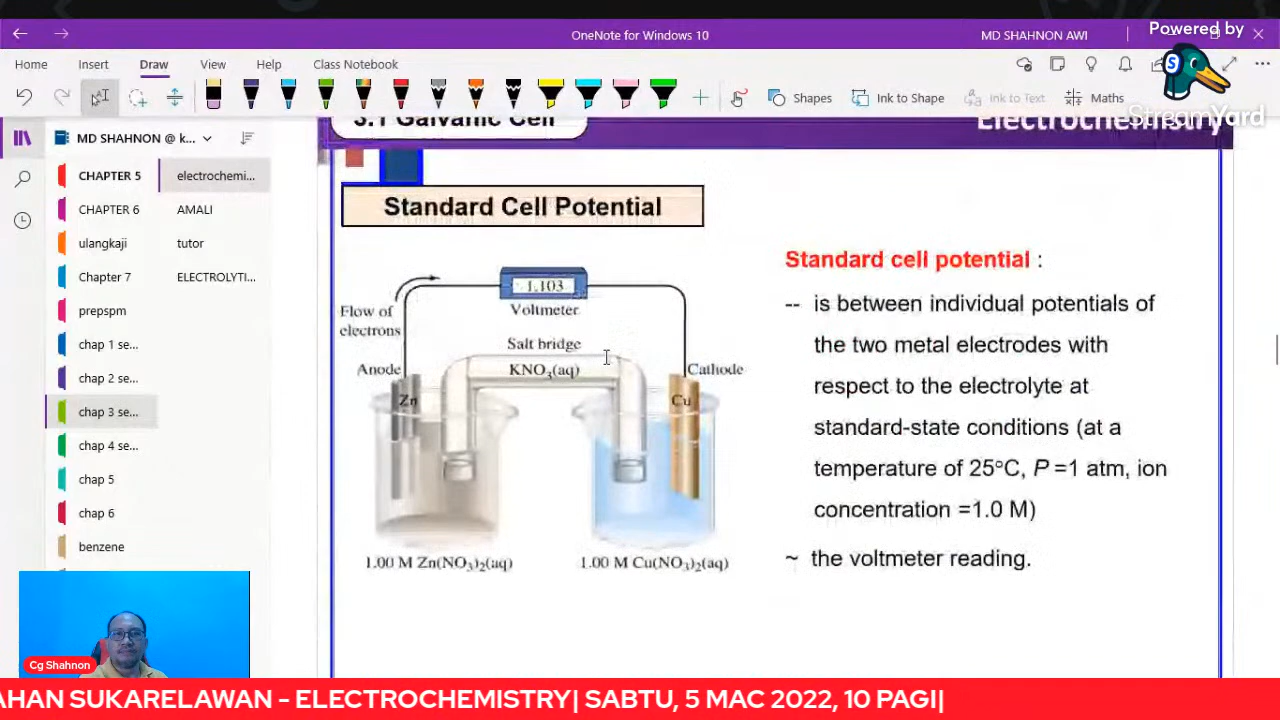 OneNote for Windows 10
MD SHAHNON AWI
Powered by
StreamYard
Home
Insert
Draw
View
Help
Class Notebook
Shapes
Ink to Shape
Ink to Text
Maths
MD SHAHNON @ k...
CHAPTER 5
CHAPTER 6
ulangkaji
Chapter 7
prepspm
chap 1 se...
chap 2 se...
chap 3 se...
chap 4 se...
chap 5
chap 6
benzene
electrochemi...
AMALI
tutor
ELECTROLYTI...
3.1 Galvanic Cell
Electrochemistry
Standard Cell Potential
1.103
Voltmeter
Flow of
electrons
Salt bridge
KNO3(aq)
Anode
Cathode
Zn
Cu
1.00 M Zn(NO3)2(aq)
1.00 M Cu(NO3)2(aq)
Standard cell potential :
-- is between individual potentials of
the two metal electrodes with
respect to the electrolyte at
standard-state conditions (at a
temperature of 25°C, P =1 atm, ion
concentration =1.0 M)
~ the voltmeter reading.
Cg Shahnon
AHAN SUKARELAWAN - ELECTROCHEMISTRY| SABTU, 5 MAC 2022, 10 PAGI|